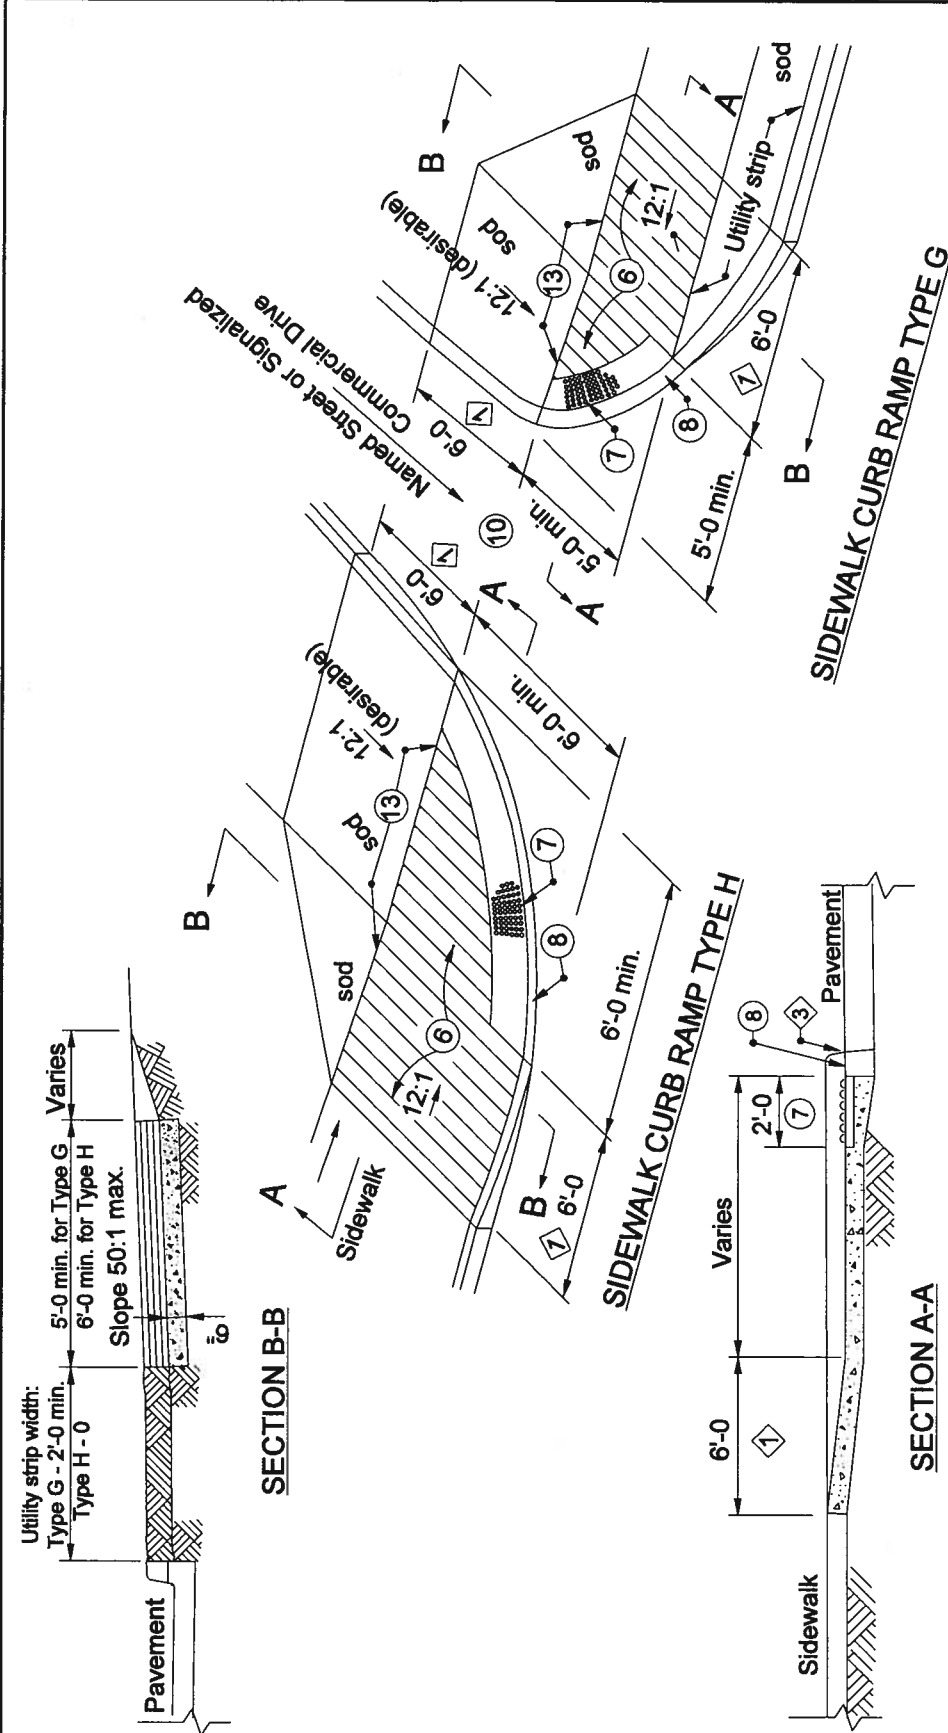 Utility strip width:
Type G - 2'-0 min.
Type H - 0
5'-0 min. for Type G
6'-0 min. for Type H
Slope 50:1 max.
Varies
6"
Pavement
SECTION B-B
B
A
Sidewalk
sod
sod
13
12:1
(desirable)
6
12:1
7
8
6'-0
7
6'-0 min.
A
B
6'-0
1
6'-0 min.
SIDEWALK CURB RAMP TYPE H
Named Street or Signalized
Commercial Drive
10
B
6'-0
7
5'-0 min.
A
12:1 (desirable)
sod
sod
13
6
12:1
7
8
A
Utility strip
sod
5'-0 min.
6'-0
1
B
SIDEWALK CURB RAMP TYPE G
Sidewalk
6'-0
1
Varies
2'-0
7
8
3
Pavement
SECTION A-A